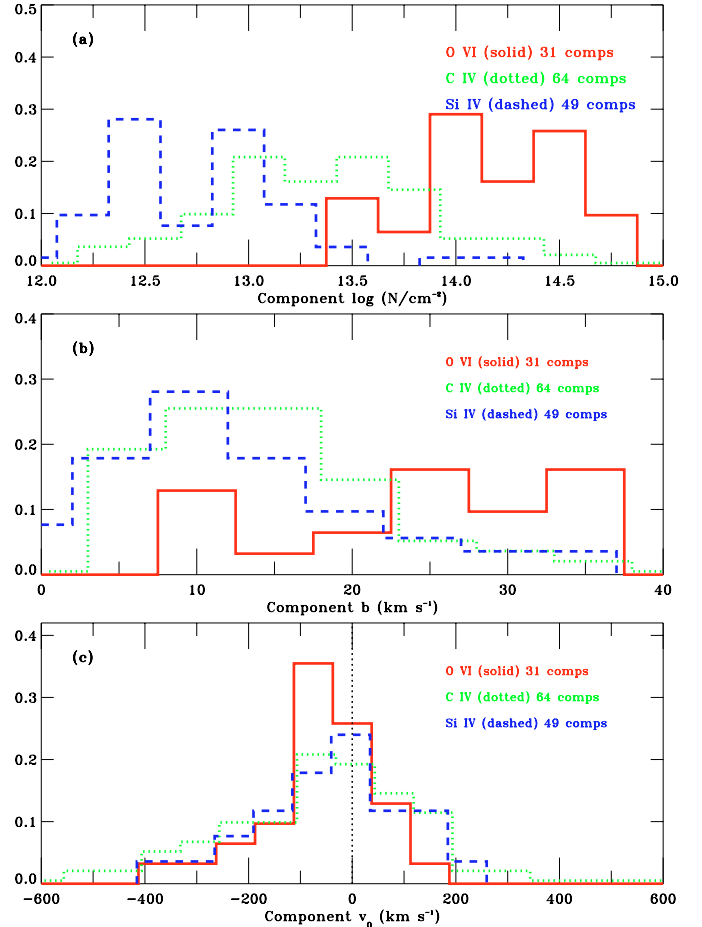 0.5
(a)
O VI (solid) 31 comps
C IV (dotted) 64 comps
Si IV (dashed) 49 comps
0.4
0.3
0.2
0.1
0.0
12.0 12.5 13.0 13.5 14.0 14.5 15.0
Component log (N/cm⁻²)
0.4
(b)
O VI (solid) 31 comps
C IV (dotted) 64 comps
Si IV (dashed) 49 comps
0.3
0.2
0.1
0.0
0 10 20 30 40
Component b (km s⁻¹)
0.4
(c)
O VI (solid) 31 comps
C IV (dotted) 64 comps
Si IV (dashed) 49 comps
0.3
0.2
0.1
0.0
−600 −400 −200 0 200 400 600
Component v₀ (km s⁻¹)